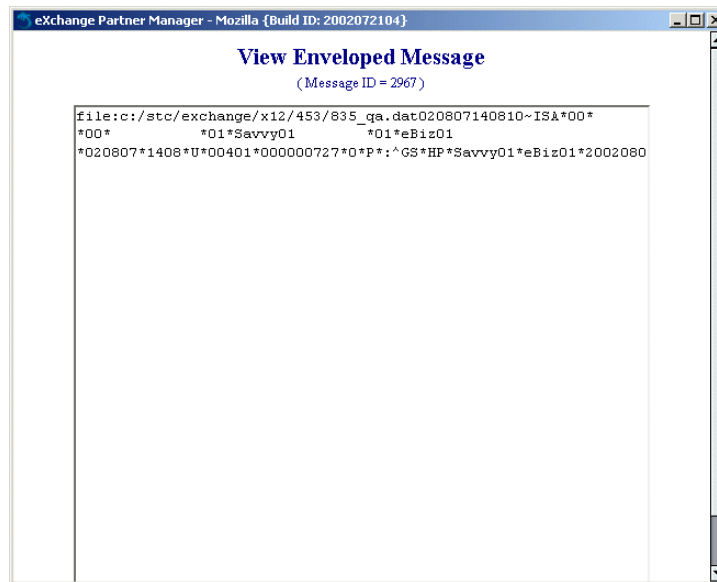 eXchange Partner Manager - Mozilla {Build ID: 2002072104}
View Enveloped Message
( Message ID = 2967 )
file:c:/stc/exchange/x12/453/835_qa.dat020807140810~ISA*00*
*00*          *01*Savvy01        *01*eBiz01
*020807*1408*U*00401*000000727*0*P*:^GS*HP*Savvy01*eBiz01*2002080